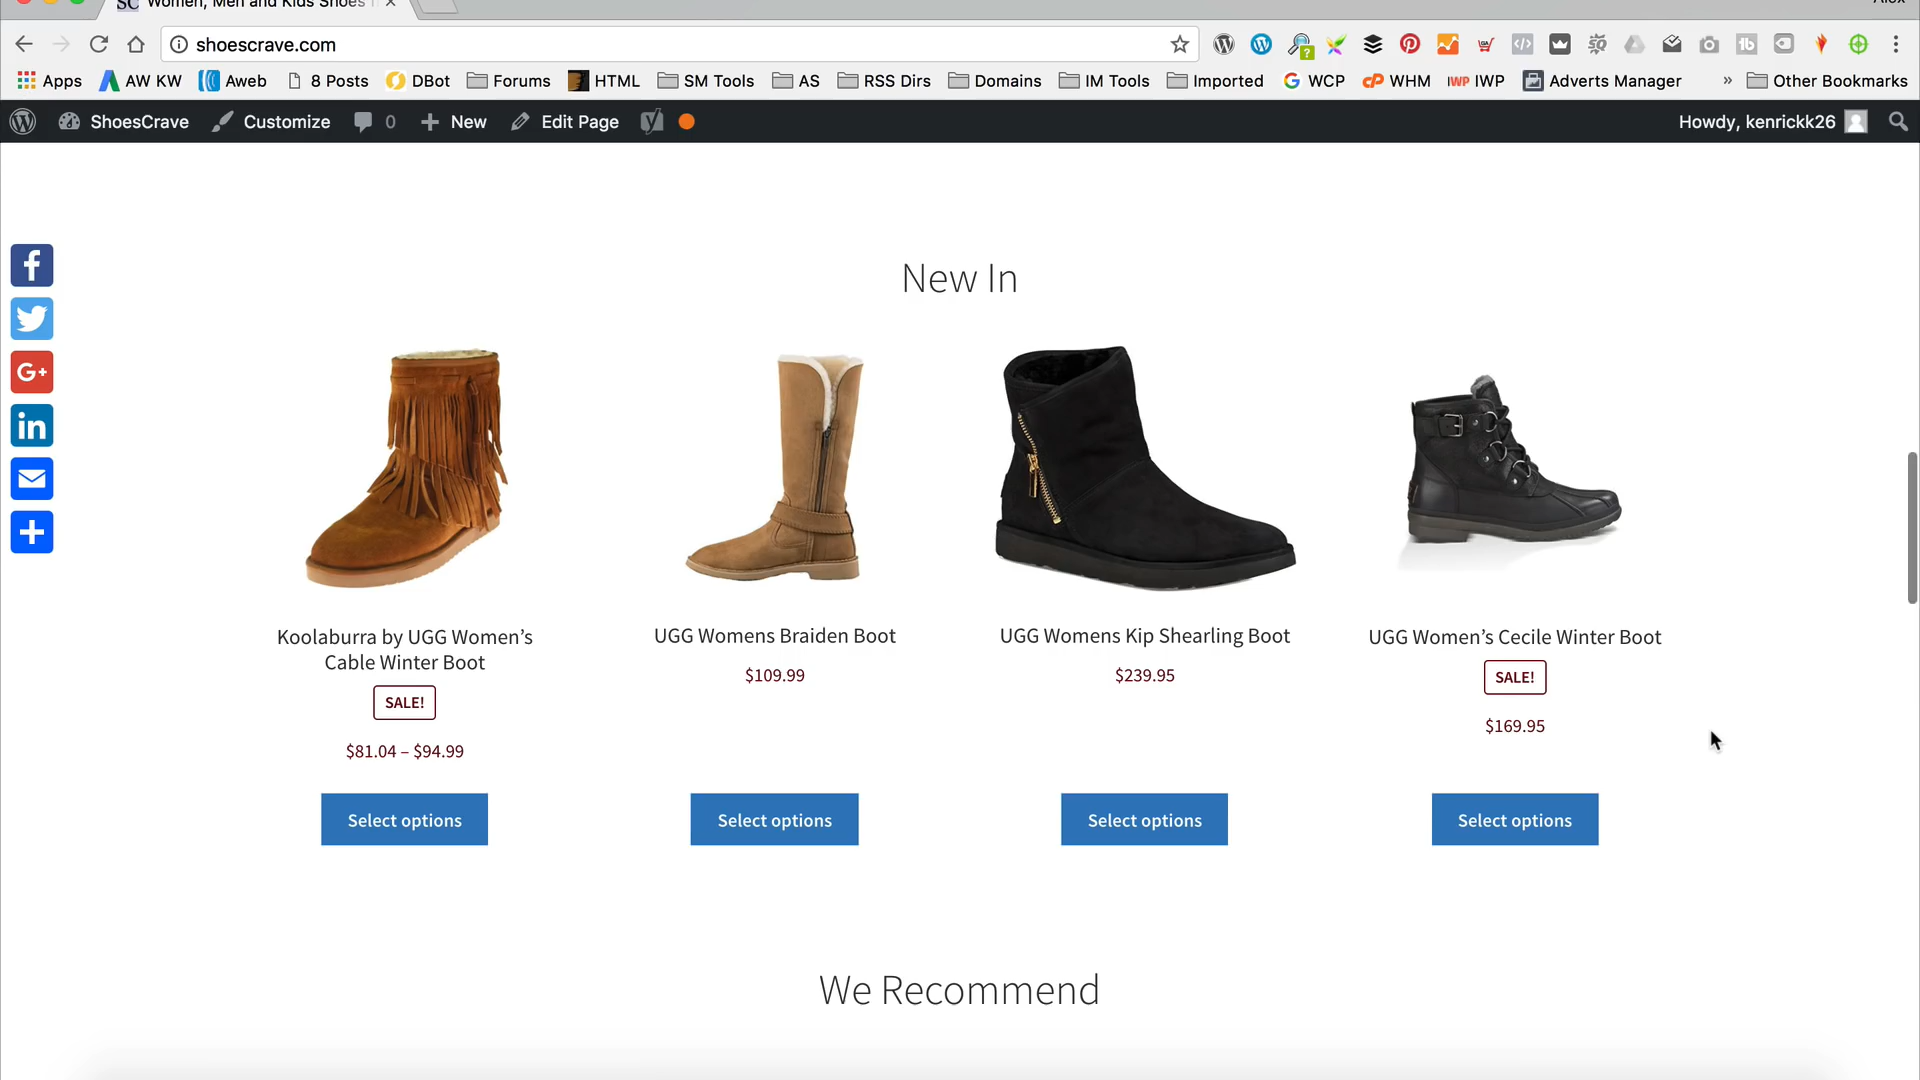 Women, Men and Kids Shoes
Alex
shoescrave.com
Apps AW KW Aweb 8 Posts DBot Forums HTML SM Tools AS RSS Dirs Domains IM Tools Imported WCP WHM IWP Adverts Manager » Other Bookmarks
ShoesCrave Customize 0 New Edit Page Howdy, kenrickk26
New In
Koolaburra by UGG Women’s
Cable Winter Boot
SALE!
$81.04 – $94.99
Select options
UGG Womens Braiden Boot
$109.99
Select options
UGG Womens Kip Shearling Boot
$239.95
Select options
UGG Women’s Cecile Winter Boot
SALE!
$169.95
Select options
We Recommend